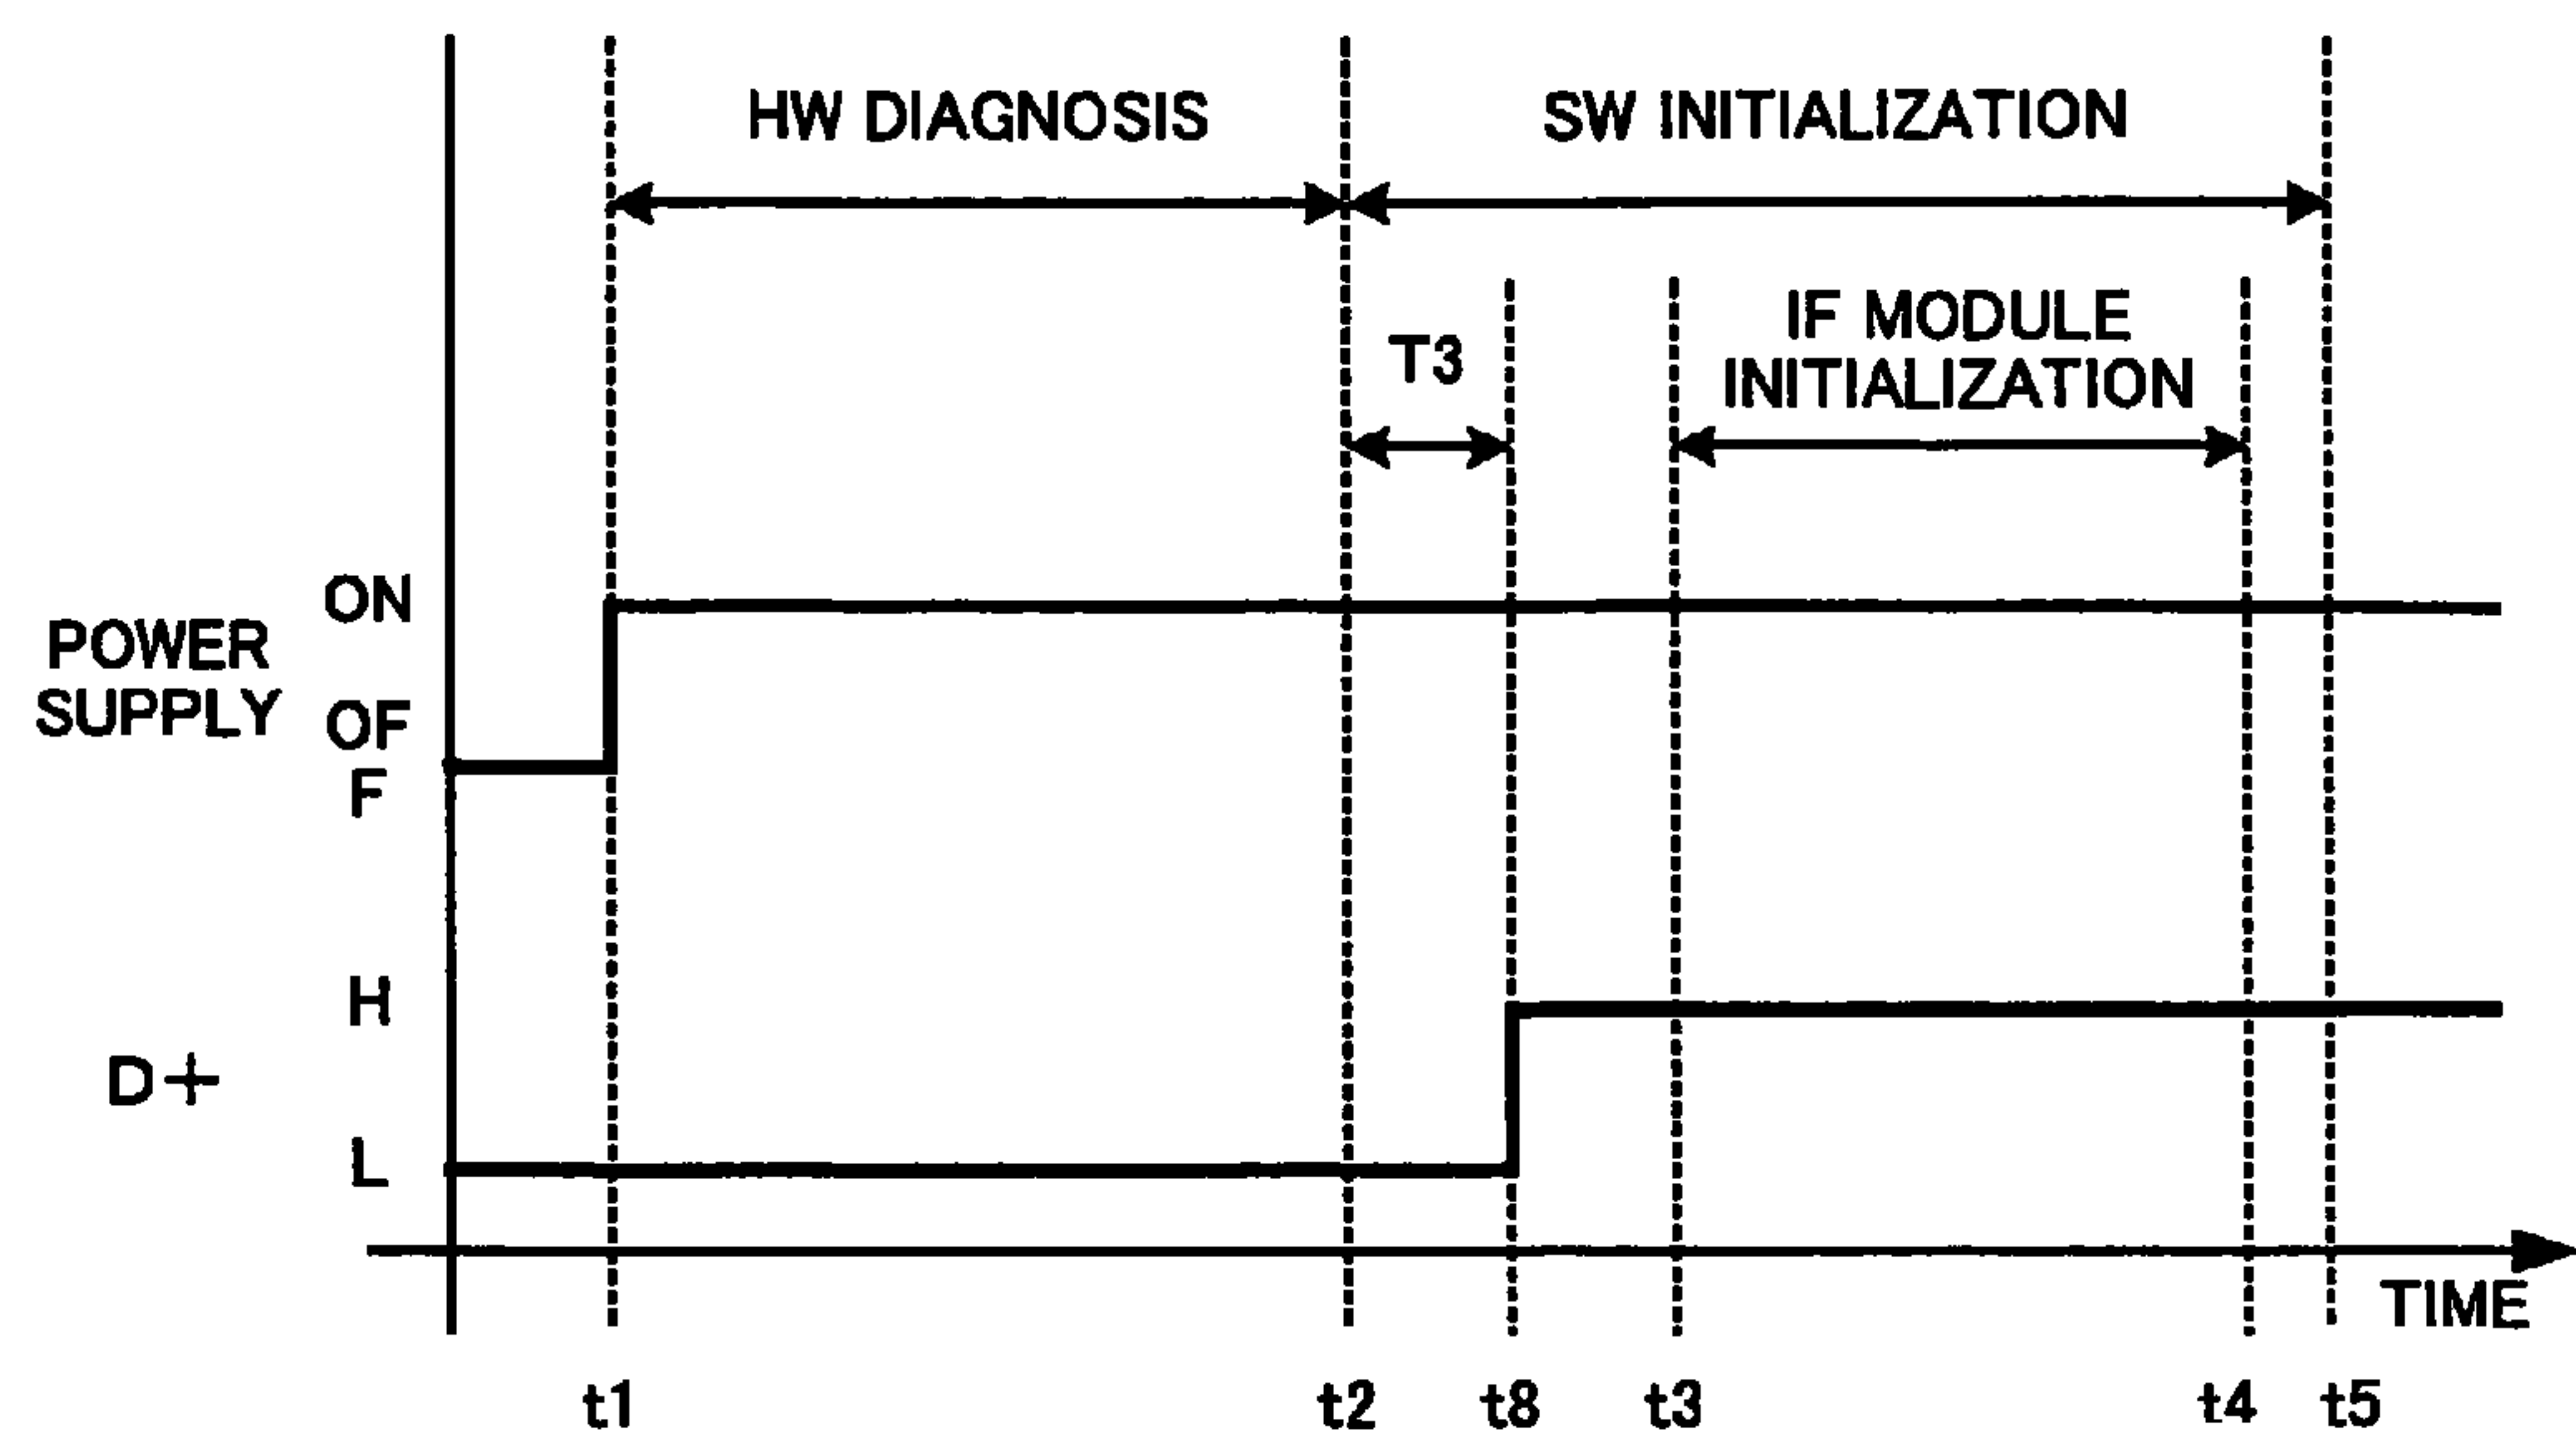 HW DIAGNOSIS
SW INITIALIZATION
T3
IF MODULE
INITIALIZATION
POWER
SUPPLY
ON
OF
F
D+
H
L
TIME
t1
t2
t8
t3
t4
t5